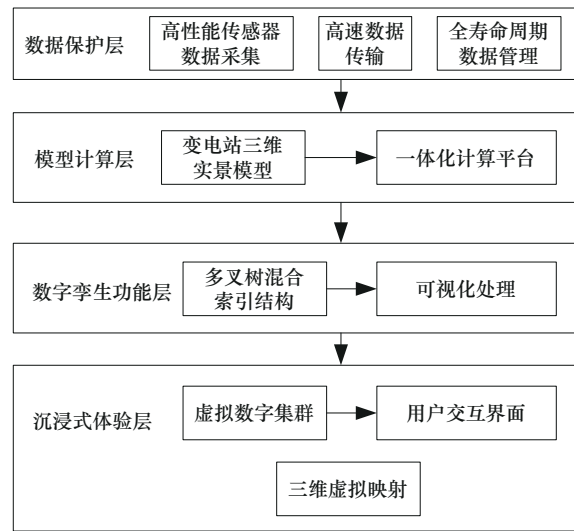 数据保护层
高性能传感器
数据采集
高速数据
传输
全寿命周期
数据管理
模型计算层
变电站三维
实景模型
一体化计算平台
数字孪生功能层
多叉树混合
索引结构
可视化处理
沉浸式体验层
虚拟数字集群
用户交互界面
三维虚拟映射